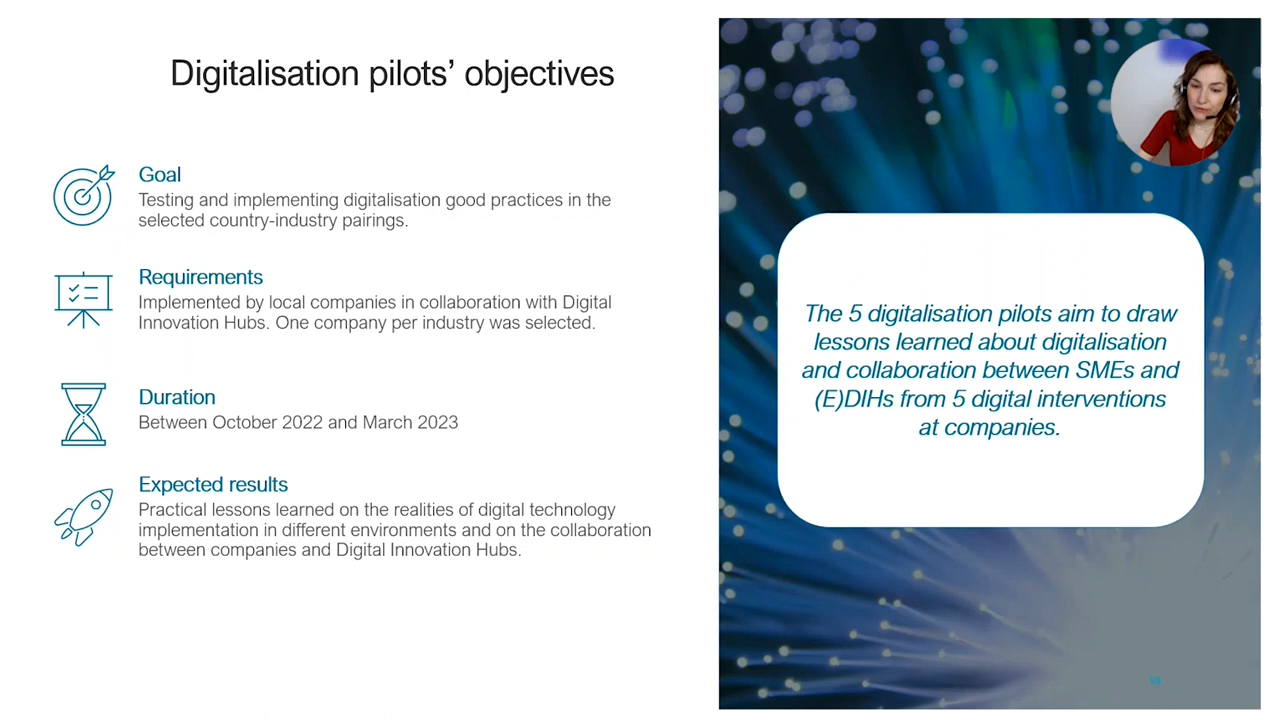 Digitalisation pilots’ objectives
Goal
Testing and implementing digitalisation good practices in the
selected country-industry pairings.
Requirements
Implemented by local companies in collaboration with Digital
Innovation Hubs. One company per industry was selected.
Duration
Between October 2022 and March 2023
Expected results
Practical lessons learned on the realities of digital technology
implementation in different environments and on the collaboration
between companies and Digital Innovation Hubs.
The 5 digitalisation pilots aim to draw
lessons learned about digitalisation
and collaboration between SMEs and
(E)DIHs from 5 digital interventions
at companies.